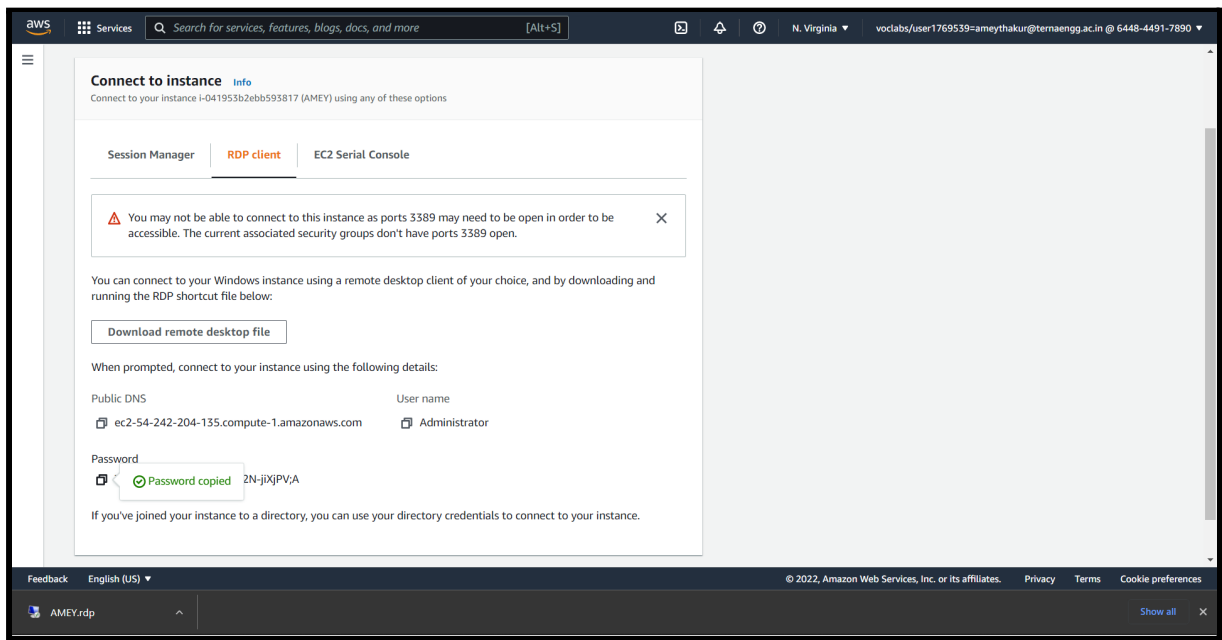 aws Services Search for services, features, blogs, docs, and more [Alt+S] N. Virginia ▼ voclabs/user1769539=ameythakur@ternaengg.ac.in @ 6448-4491-7890 ▼
Connect to instance Info
Connect to your instance i-041953b2ebb593817 (AMEY) using any of these options
Session Manager RDP client EC2 Serial Console
You may not be able to connect to this instance as ports 3389 may need to be open in order to be
accessible. The current associated security groups don't have ports 3389 open.
You can connect to your Windows instance using a remote desktop client of your choice, and by downloading and
running the RDP shortcut file below:
Download remote desktop file
When prompted, connect to your instance using the following details:
Public DNS User name
ec2-54-242-204-135.compute-1.amazonaws.com Administrator
Password
Password copied 2N-jiXjPV;A
If you've joined your instance to a directory, you can use your directory credentials to connect to your instance.
Feedback English (US) ▼ © 2022, Amazon Web Services, Inc. or its affiliates. Privacy Terms Cookie preferences
AMEY.rdp Show all